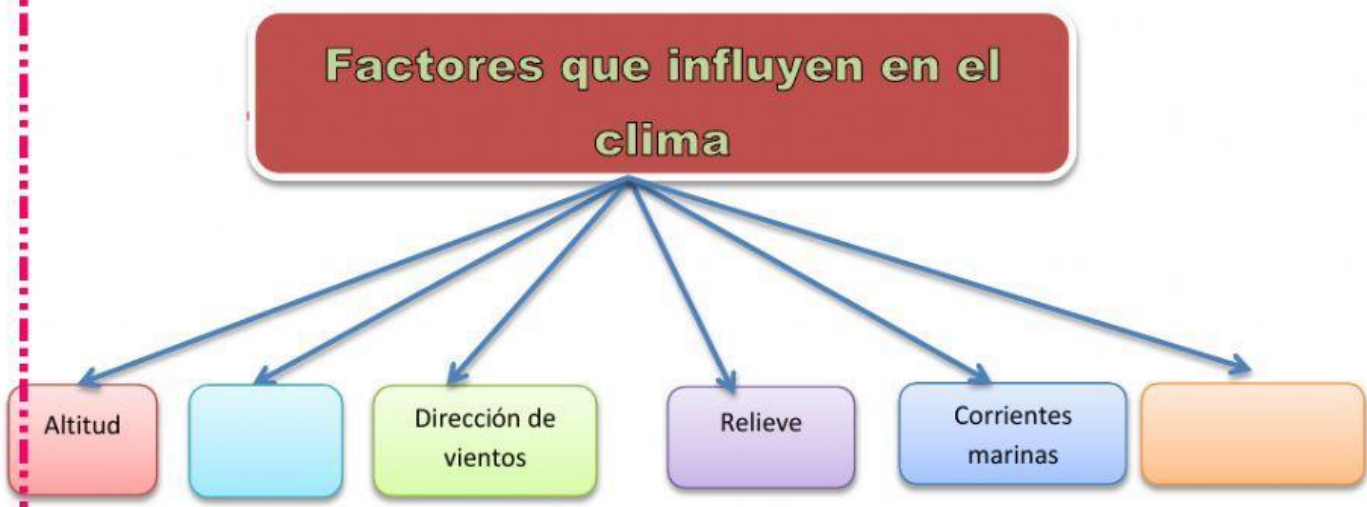 Factores que influyen en el
clima
Altitud
Dirección de
vientos
Relieve
Corrientes
marinas